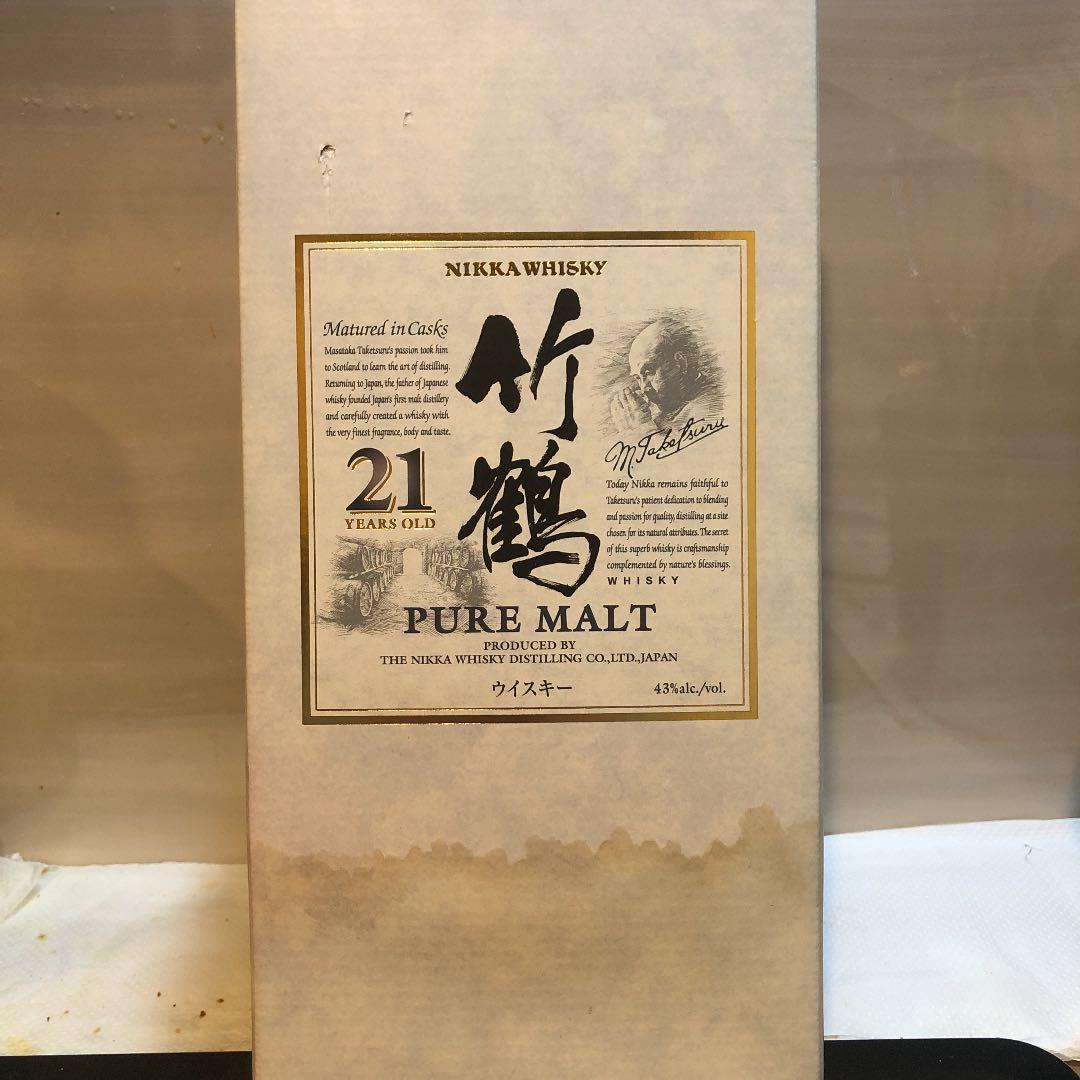 NIKKA WHISKY
Matured in Casks
Masataka Taketsuru's passion took him
to Scotland to learn the art of distilling.
Returning to Japan, the father of Japanese
whisky founded Japan's first malt distillery
and carefully created a whisky with
the very finest fragrance, body and taste.
21
YEARS OLD
竹鶴
M. Taketsuru
Today Nikka remains faithful to
Taketsuru's patient dedication to blending
and passion for quality, distilling at a site
chosen for its natural attributes. The secret
of this superb whisky is craftsmanship
complemented by nature's blessings.
WHISKY
PURE MALT
PRODUCED BY
THE NIKKA WHISKY DISTILLING CO.,LTD.,JAPAN
ウイスキー
43%alc./vol.